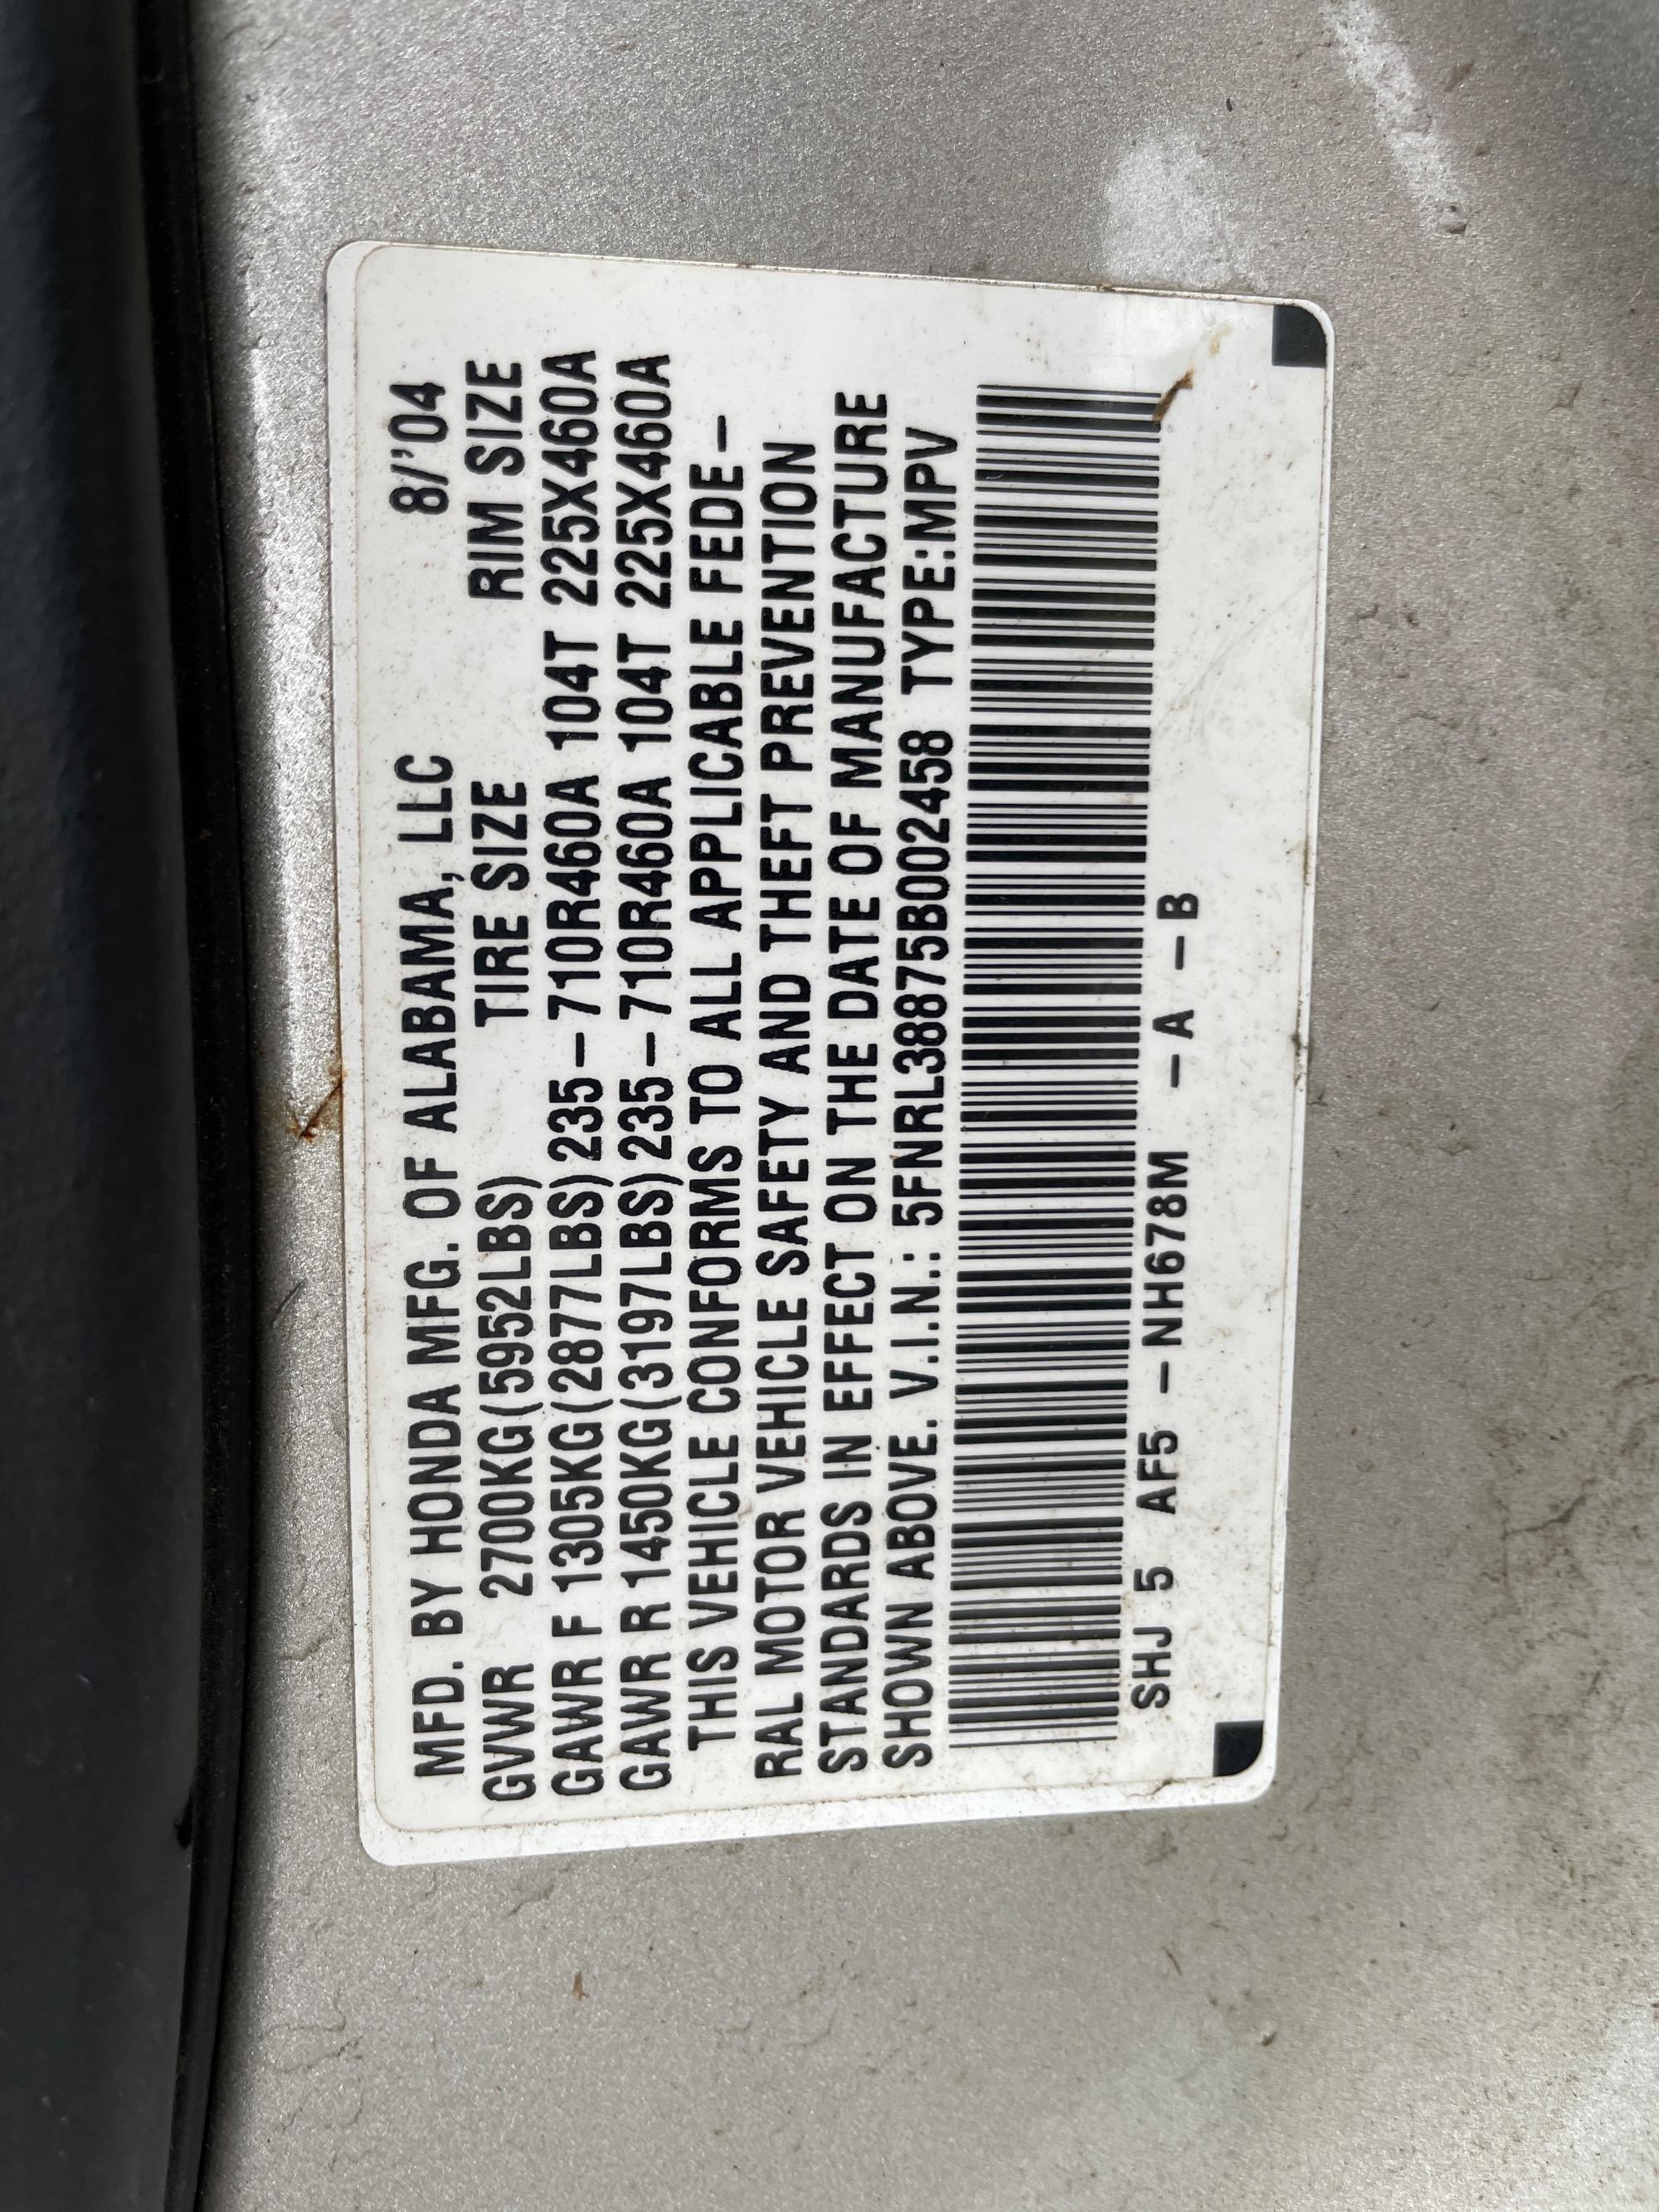 MFD. BY HONDA MFG. OF ALABAMA, LLC 8/'04
TIRE SIZE RIM SIZE
GVWR 2700KG(5952LBS)
GAWR F 1305KG(2877LBS)235-710R460A 104T 225X460A
GAWR R 1450KG(3197LBS)235-710R460A 104T 225X460A
THIS VEHICLE CONFORMS TO ALL APPLICABLE FEDE-
RAL MOTOR VEHICLE SAFETY AND THEFT PREVENTION
STANDARDS IN EFFECT ON THE DATE OF MANUFACTURE
SHOWN ABOVE. V.I.N.: 5FNRL38875B002458 TYPE:MPV
SHJ 5 AF5 -NH678M -A -B